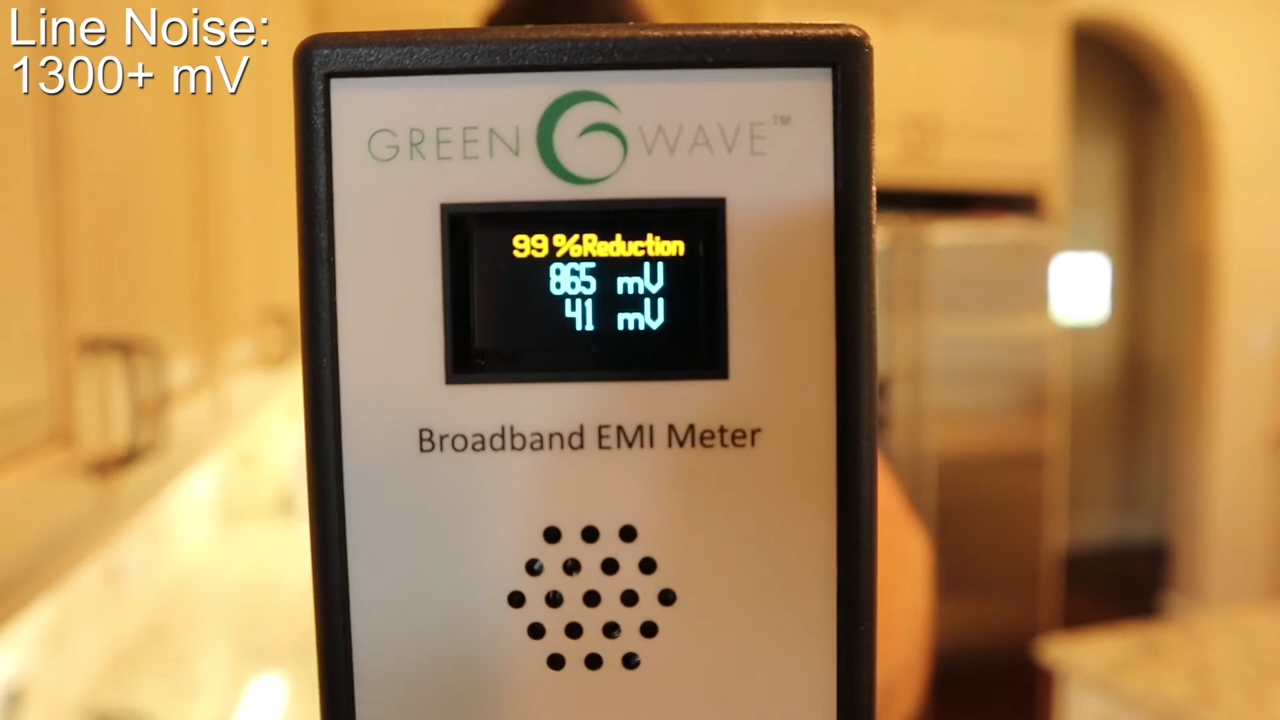 Line Noise:
1300+ mV
GREEN WAVE™
99 %Reduction
865 mV
41 mV
Broadband EMI Meter